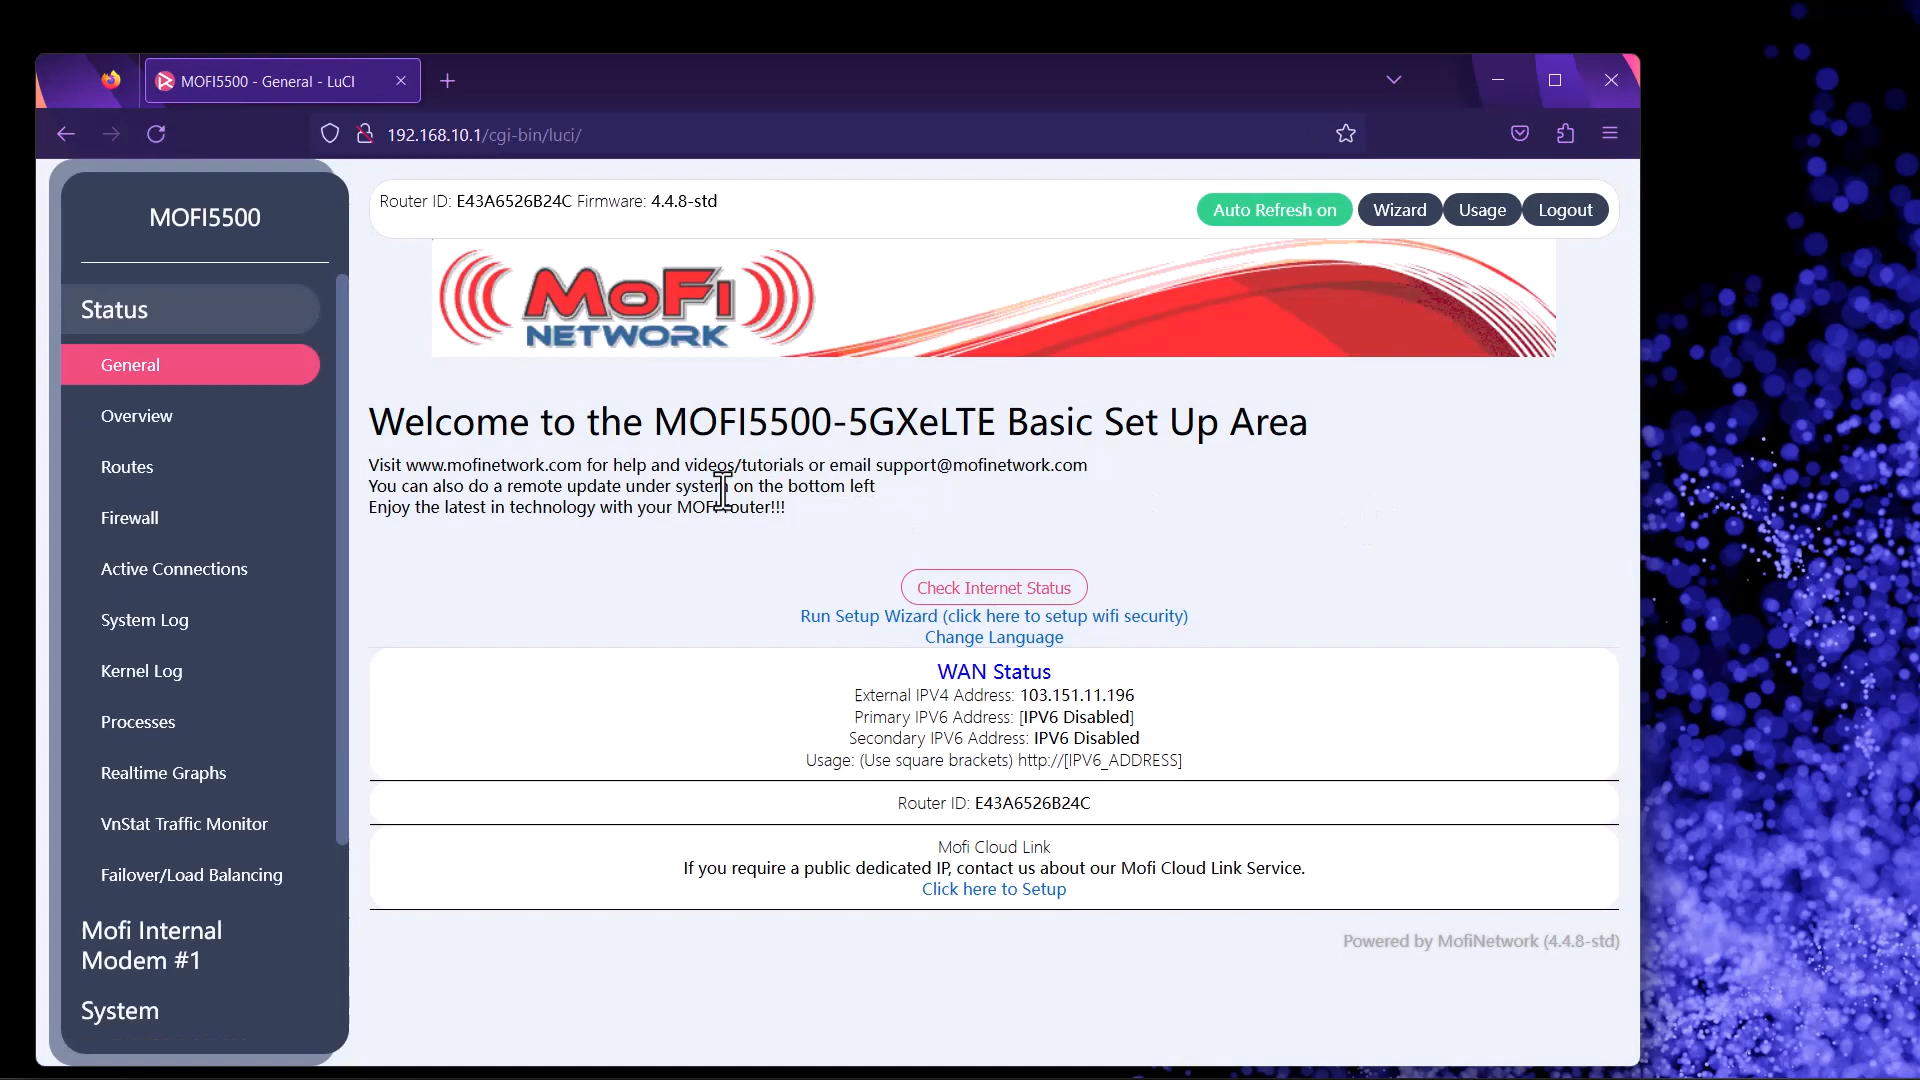 MOFI5500 - General - LuCI
192.168.10.1/cgi-bin/luci/
MOFI5500
Status
General
Overview
Routes
Firewall
Active Connections
System Log
Kernel Log
Processes
Realtime Graphs
VnStat Traffic Monitor
Failover/Load Balancing
Mofi Internal
Modem #1
System
Router ID: E43A6526B24C Firmware: 4.4.8-std
Auto Refresh on
Wizard
Usage
Logout
MoFi
NETWORK
Welcome to the MOFI5500-5GXeLTE Basic Set Up Area
Visit www.mofinetwork.com for help and videos/tutorials or email support@mofinetwork.com
You can also do a remote update under system on the bottom left
Enjoy the latest in technology with your MOFI router!!!
Check Internet Status
Run Setup Wizard (click here to setup wifi security)
Change Language
WAN Status
External IPV4 Address: 103.151.11.196
Primary IPV6 Address: [IPV6 Disabled]
Secondary IPV6 Address: IPV6 Disabled
Usage: (Use square brackets) http://[IPV6_ADDRESS]
Router ID: E43A6526B24C
Mofi Cloud Link
If you require a public dedicated IP, contact us about our Mofi Cloud Link Service.
Click here to Setup
Powered by MofiNetwork (4.4.8-std)